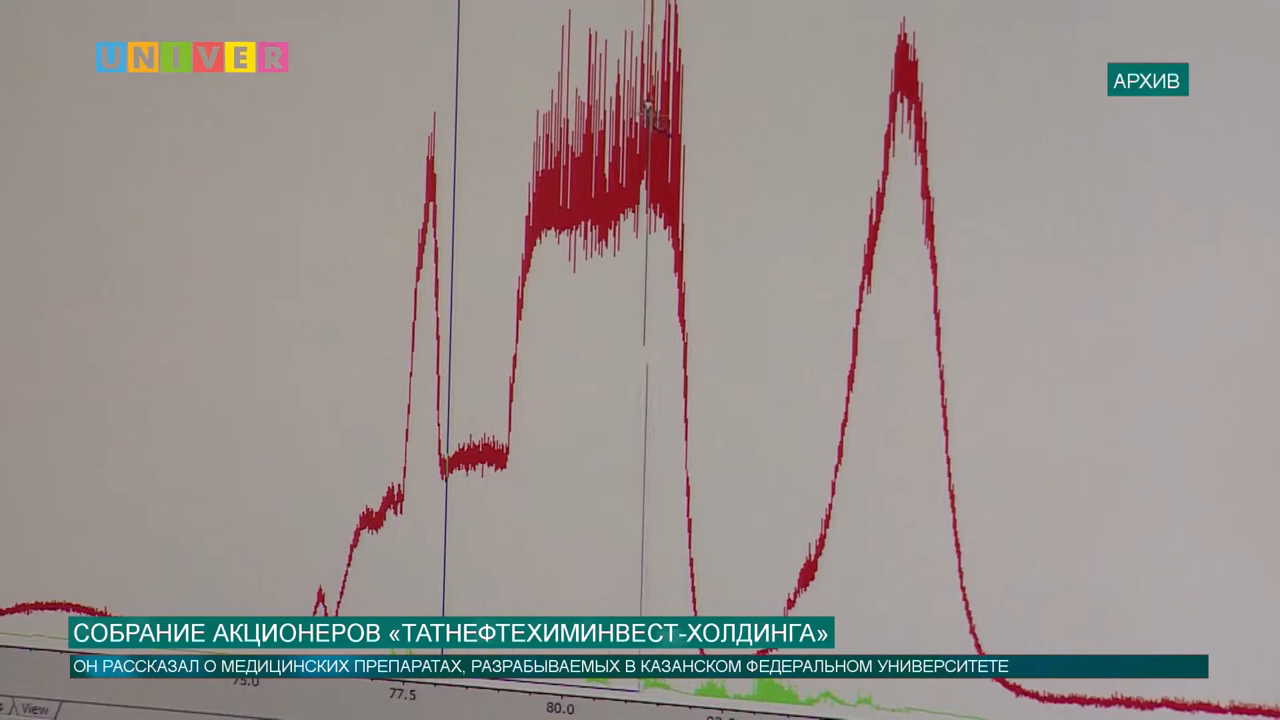 UNIVER
АРХИВ
СОБРАНИЕ АКЦИОНЕРОВ «ТАТНЕФТЕХИМИНВЕСТ-ХОЛДИНГА»
ОН РАССКАЗАЛ О МЕДИЦИНСКИХ ПРЕПАРАТАХ, РАЗРАБЫВАЕМЫХ В КАЗАНСКОМ ФЕДЕРАЛЬНОМ УНИВЕРСИТЕТЕ
75.0
77.5
80.0
View